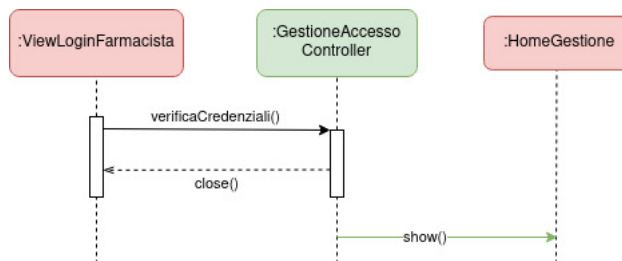 :ViewLoginFarmacista
:GestioneAccesso
Controller
:HomeGestione
verificaCredenziali()
close()
show()